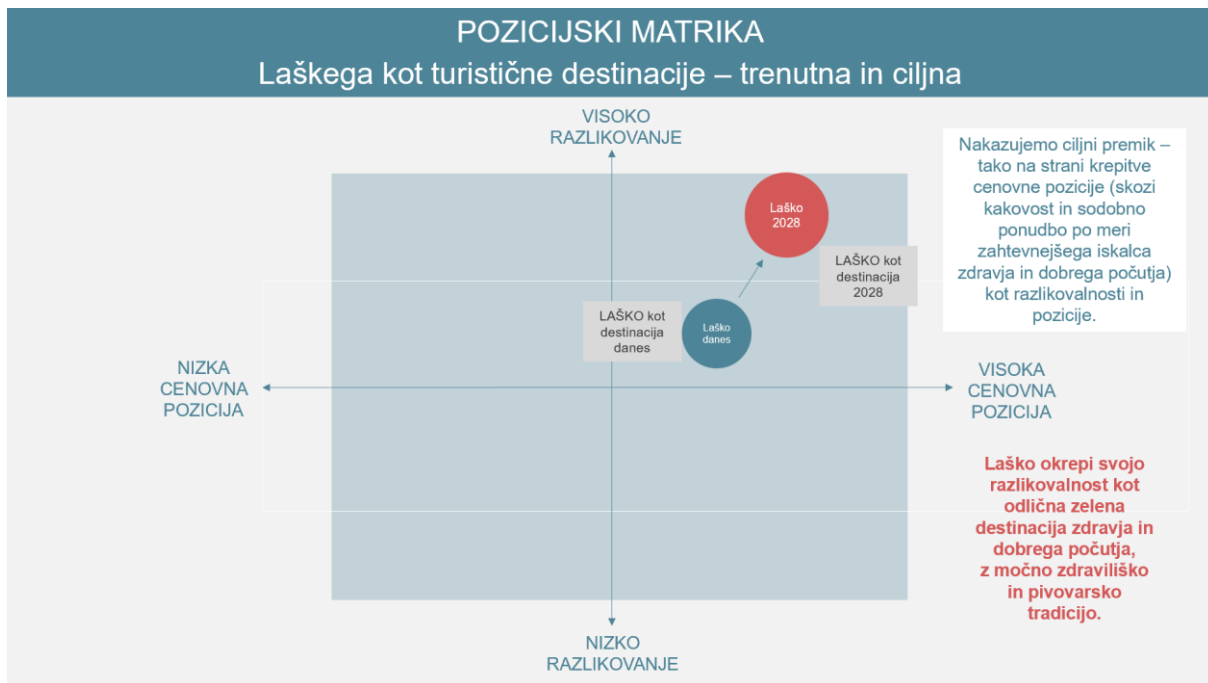 POZICIJSKI MATRIKA
Laškega kot turistične destinacije – trenutna in ciljna
VISOKO
RAZLIKOVANJE
Nakazujemo ciljni premik –
tako na strani krepitve
cenovne pozicije (skozi
kakovost in sodobno
ponudbo po meri
zahtevnejšega iskalca
zdravja in dobrega počutja)
kot razlikovalnosti in
pozicije.
Laško
2028
LAŠKO kot
destinacija
2028
LAŠKO kot
destinacija
danes
Laško
danes
NIZKA
CENOVNA
POZICIJA
VISOKA
CENOVNA
POZICIJA
Laško okrepi svojo
razlikovalnost kot
odlična zelena
destinacija zdravja in
dobrega počutja,
z močno zdraviliško
in pivovarsko
tradicijo.
NIZKO
RAZLIKOVANJE